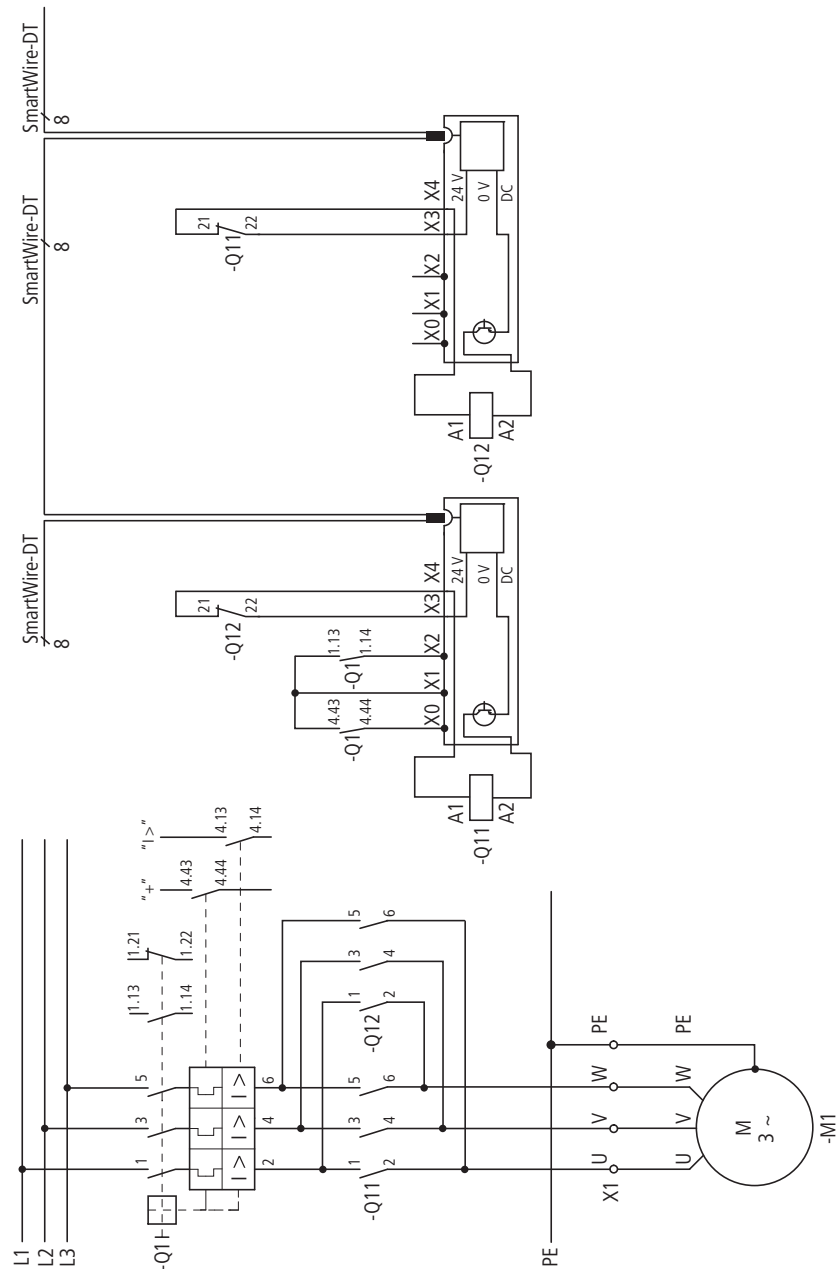 L1
L2
L3
-Q1
1
3
5
1.13
1.14
1.21
1.22
"+"
4.43
4.44
"I >"
4.13
4.14
I >
I >
I >
2
4
6
-Q11
1
3
5
2
4
6
-Q12
1
3
5
2
4
6
PE
X1
U
V
W
PE
U
V
W
PE
M
3 ~
-M1
SmartWire-DT
8
-Q12
21
22
-Q1
4.43
4.44
-Q1
1.13
1.14
X0
X1
X2
X3
X4
24 V
0 V
DC
A1
A2
-Q11
SmartWire-DT
8
-Q11
21
22
X0
X1
X2
X3
X4
24 V
0 V
DC
A1
A2
-Q12
SmartWire-DT
8